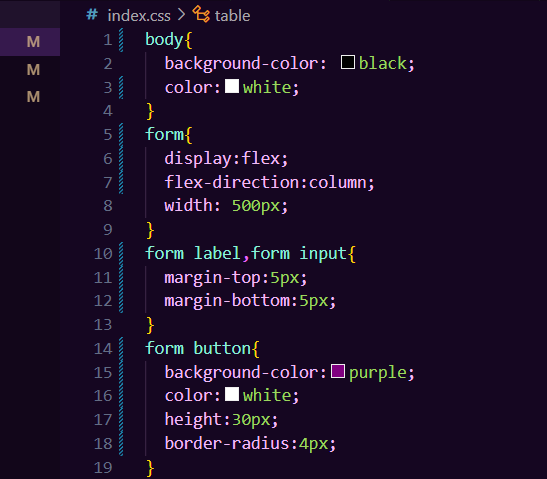 # index.css > table
M
M
M
1 body{
2 background-color: black;
3 color:white;
4 }
5 form{
6 display:flex;
7 flex-direction:column;
8 width: 500px;
9 }
10 form label,form input{
11 margin-top:5px;
12 margin-bottom:5px;
13 }
14 form button{
15 background-color:purple;
16 color:white;
17 height:30px;
18 border-radius:4px;
19 }